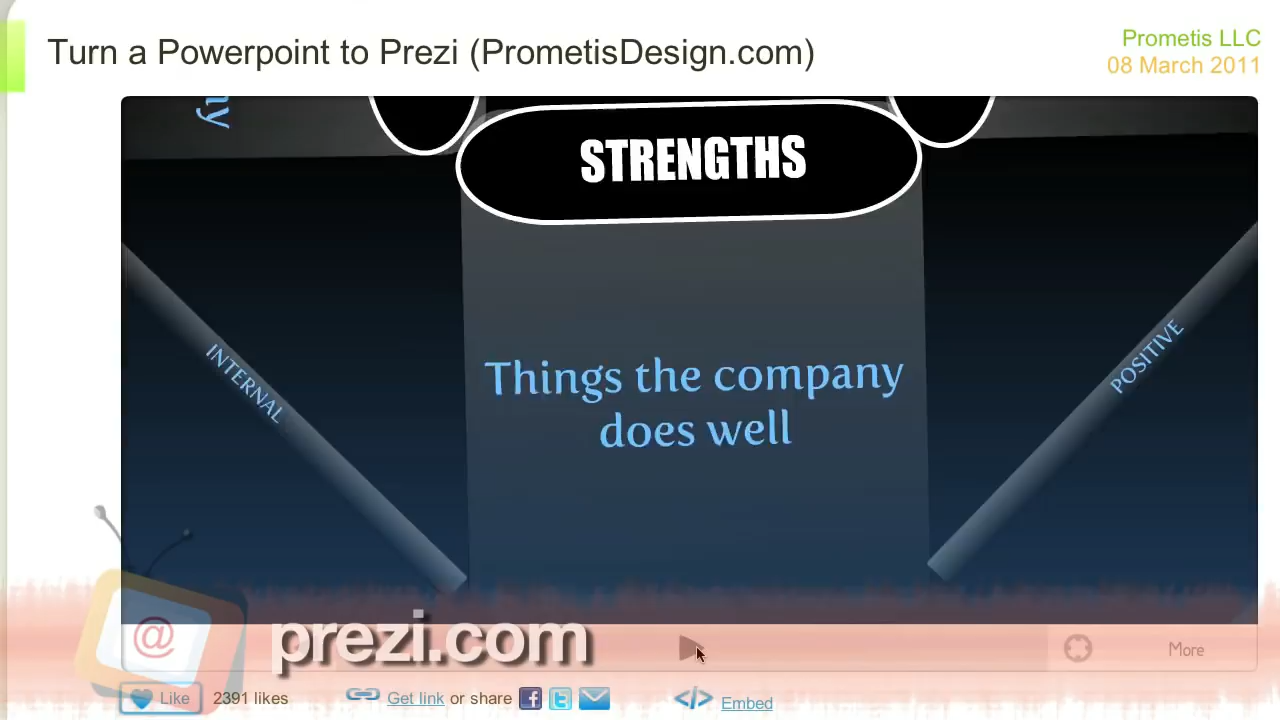 Turn a Powerpoint to Prezi (PrometisDesign.com)
Prometis LLC
08 March 2011
STRENGTHS
INTERNAL
POSITIVE
Things the company
does well
@
prezi.com
More
Like
2391 likes
Get link or share
Embed